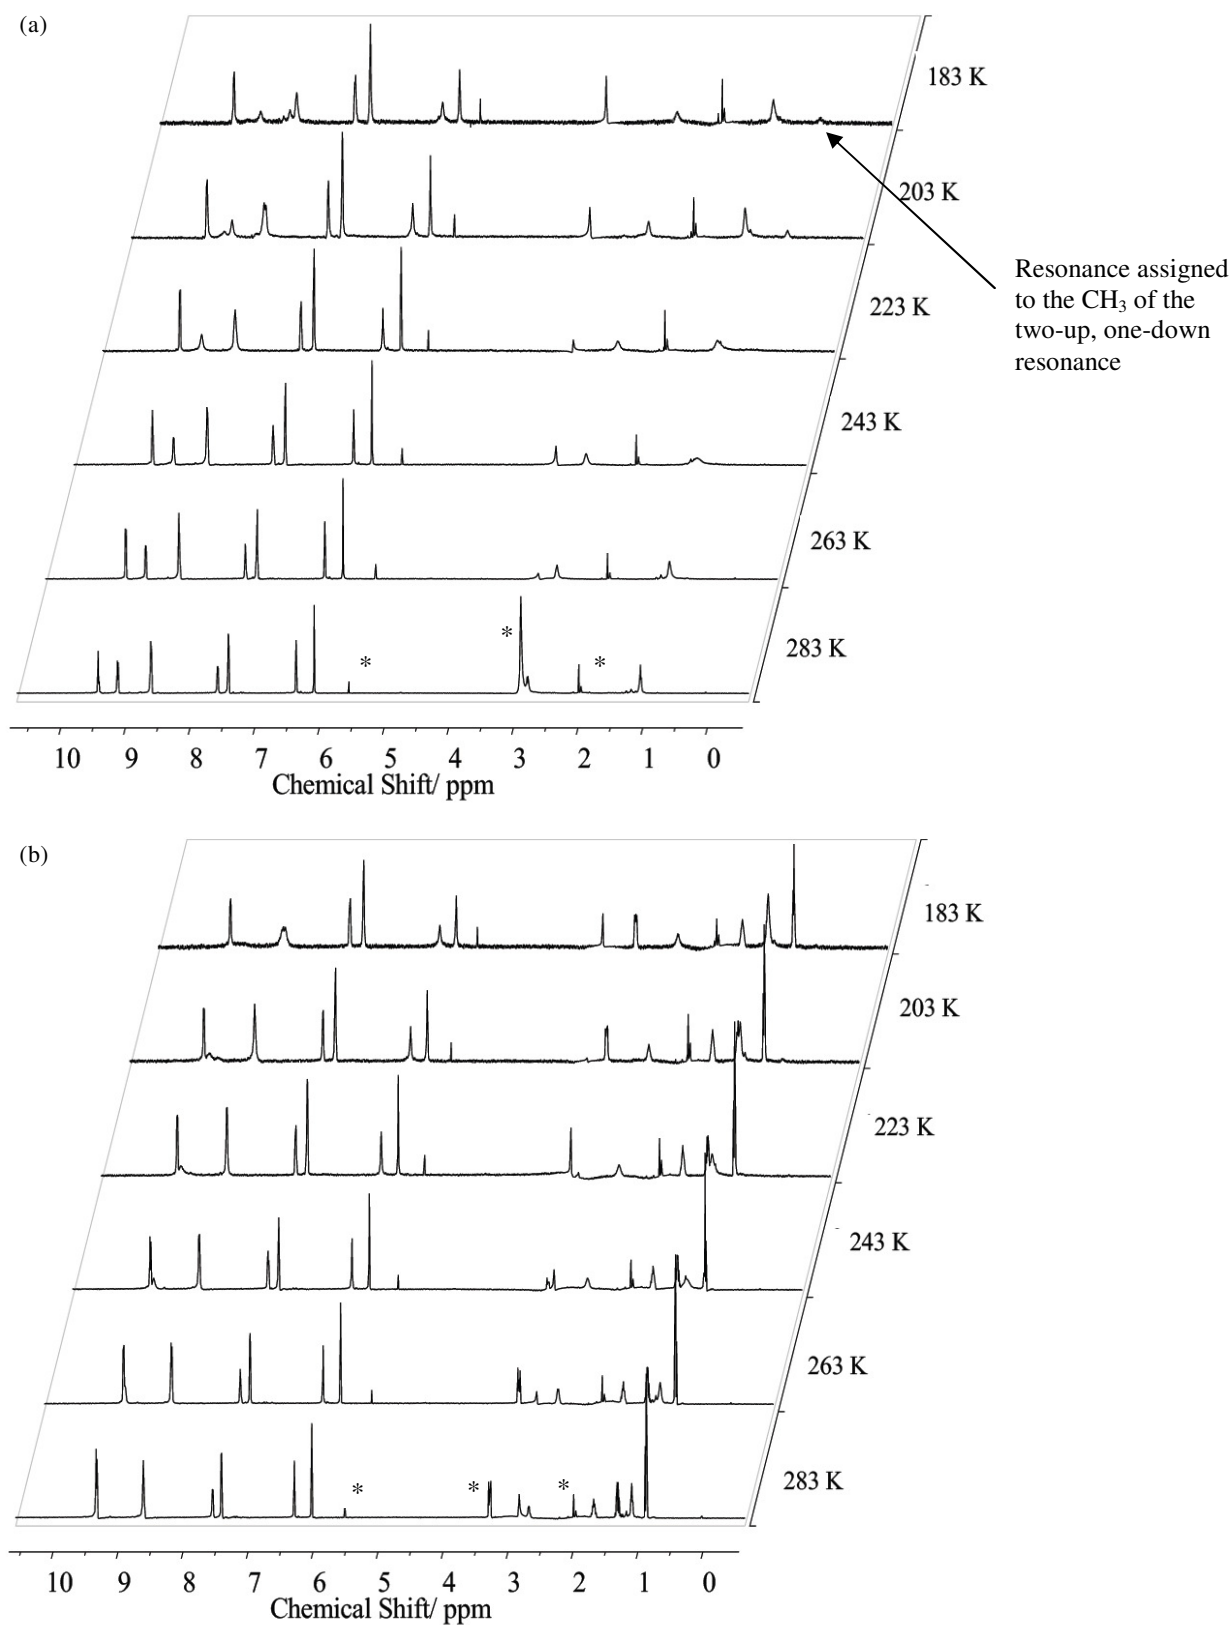 (a)
183 K
203 K
Resonance assigned
to the CH₃ of the
two-up, one-down
resonance
223 K
243 K
263 K
283 K
* * *
10 9 8 7 6 5 4 3 2 1 0
Chemical Shift/ ppm
(b)
183 K
203 K
223 K
243 K
263 K
283 K
* * *
10 9 8 7 6 5 4 3 2 1 0
Chemical Shift/ ppm